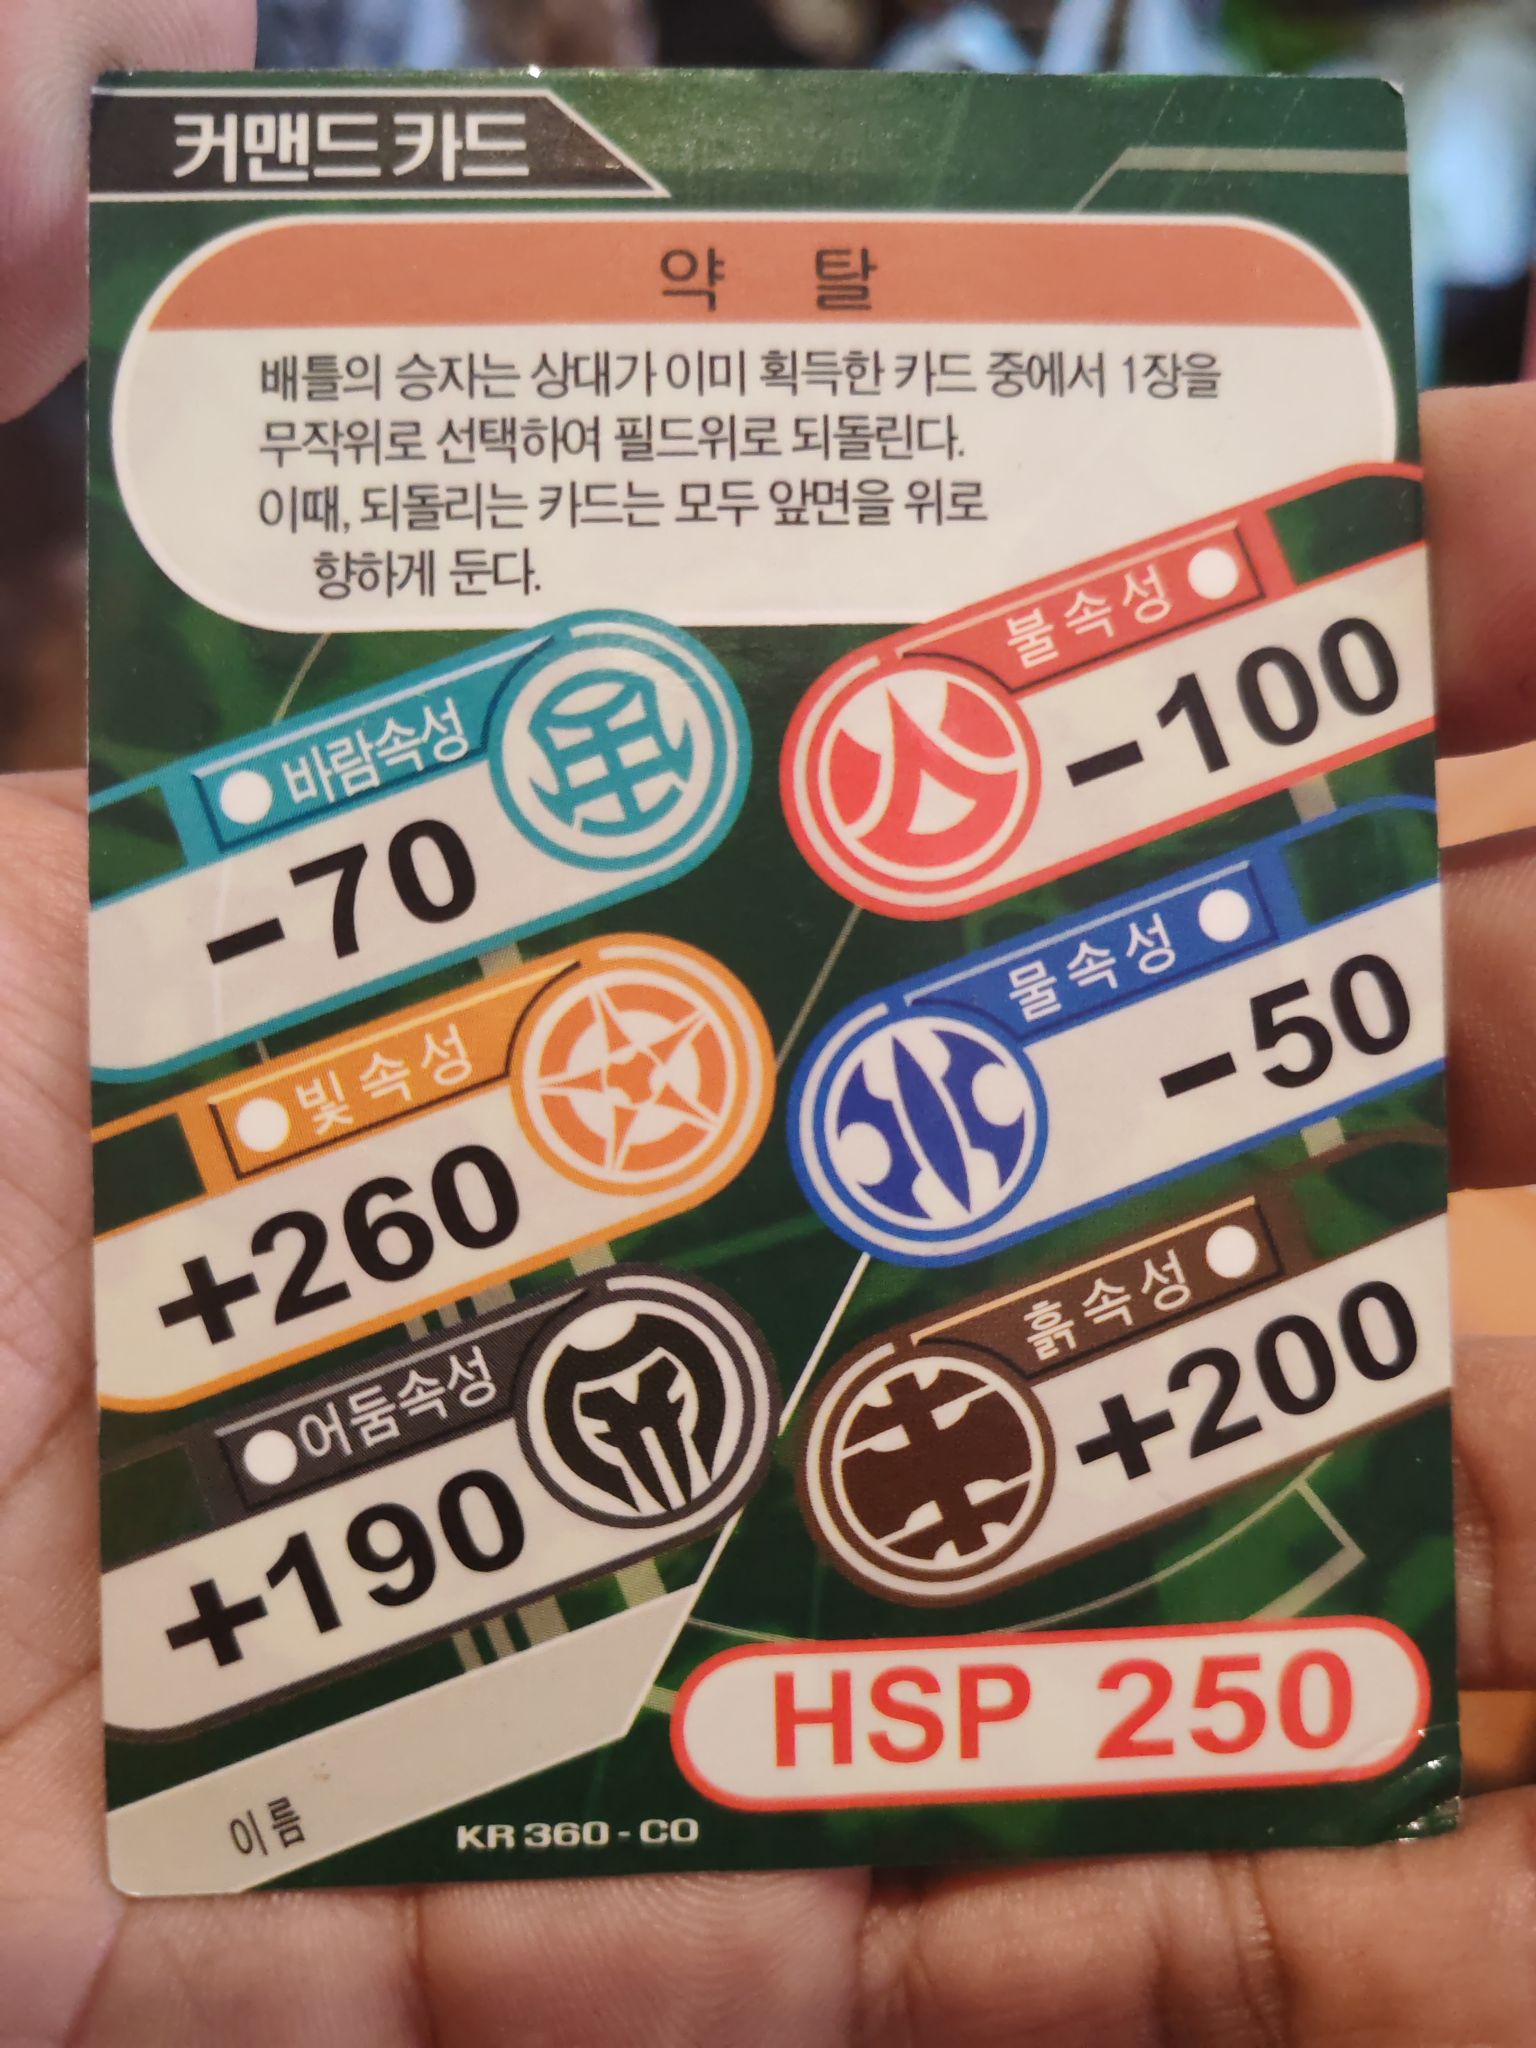 커맨드 카드
약 탈
배틀의 승자는 상대가 이미 획득한 카드 중에서 1장을
무작위로 선택하여 필드위로 되돌린다.
이때, 되돌리는 카드는 모두 앞면을 위로
향하게 둔다.
불속성
-100
바람속성
-70
물속성
-50
빛속성
+260
흙속성
+200
어둠속성
+190
HSP 250
이름
KR 360 - CO